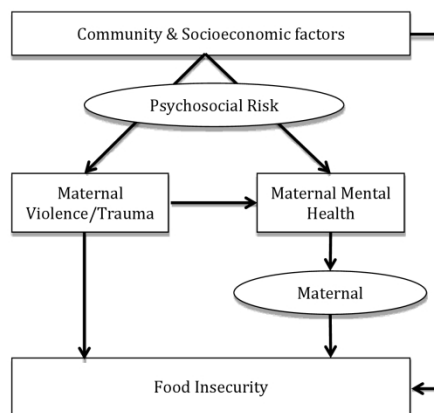 Community & Socioeconomic factors
Psychosocial Risk
Maternal
Violence/Trauma
Maternal Mental
Health
Maternal
Food Insecurity